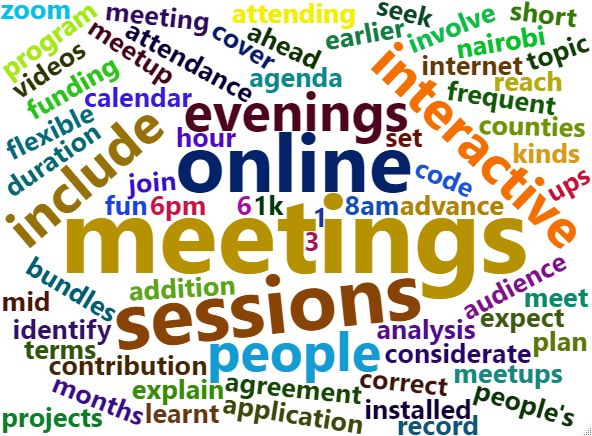 zoom
meeting
attending
seek
short
program
meetup
attendance
cover
ahead
earlier
involve
nairobi
topic
videos
funding
calendar
agenda
interactive
internet
reach
frequent
flexible
include
hour
evenings
set
counties
duration
online
code
kinds
join
fun
6pm
6
1k
1
3
8am
advance
ups
meetings
bundles
addition
audience
meet
mid
sessions
identify
people
analysis
expect
terms
considerate
plan
contribution
meetups
months
explain
agreement
correct
people's
projects
learnt
application
installed
record